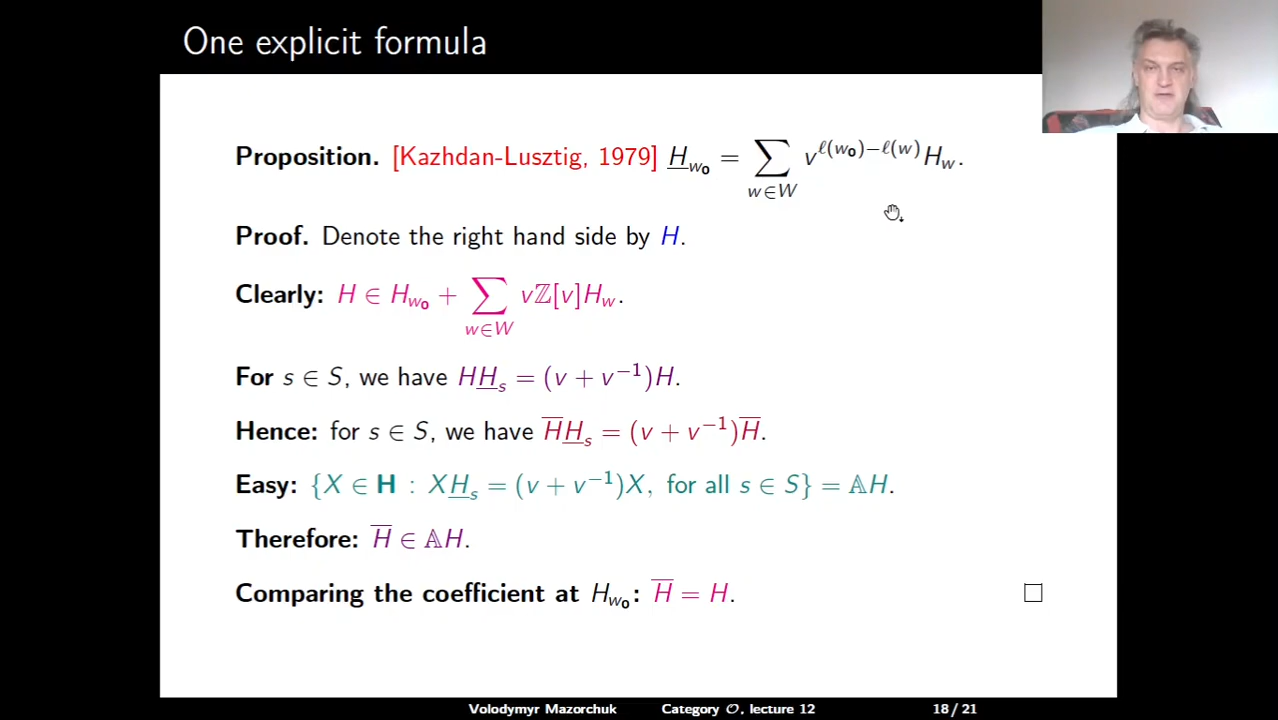 One explicit formula
Proposition. [Kazhdan-Lusztig, 1979] H̲_{w₀} = ∑_{w∈W} v^{ℓ(w₀)−ℓ(w)} H_w.
Proof. Denote the right hand side by H.
Clearly: H ∈ H_{w₀} + ∑_{w∈W} vℤ[v]H_w.
For s ∈ S, we have HH̲_s = (v + v⁻¹)H.
Hence: for s ∈ S, we have H̅H̲_s = (v + v⁻¹)H̅.
Easy: {X ∈ 𝐇 : XH̲_s = (v + v⁻¹)X, for all s ∈ S} = 𝔸H.
Therefore: H̅ ∈ 𝔸H.
Comparing the coefficient at H_{w₀}: H̅ = H. □
Volodymyr Mazorchuk Category 𝒪, lecture 12 18 / 21